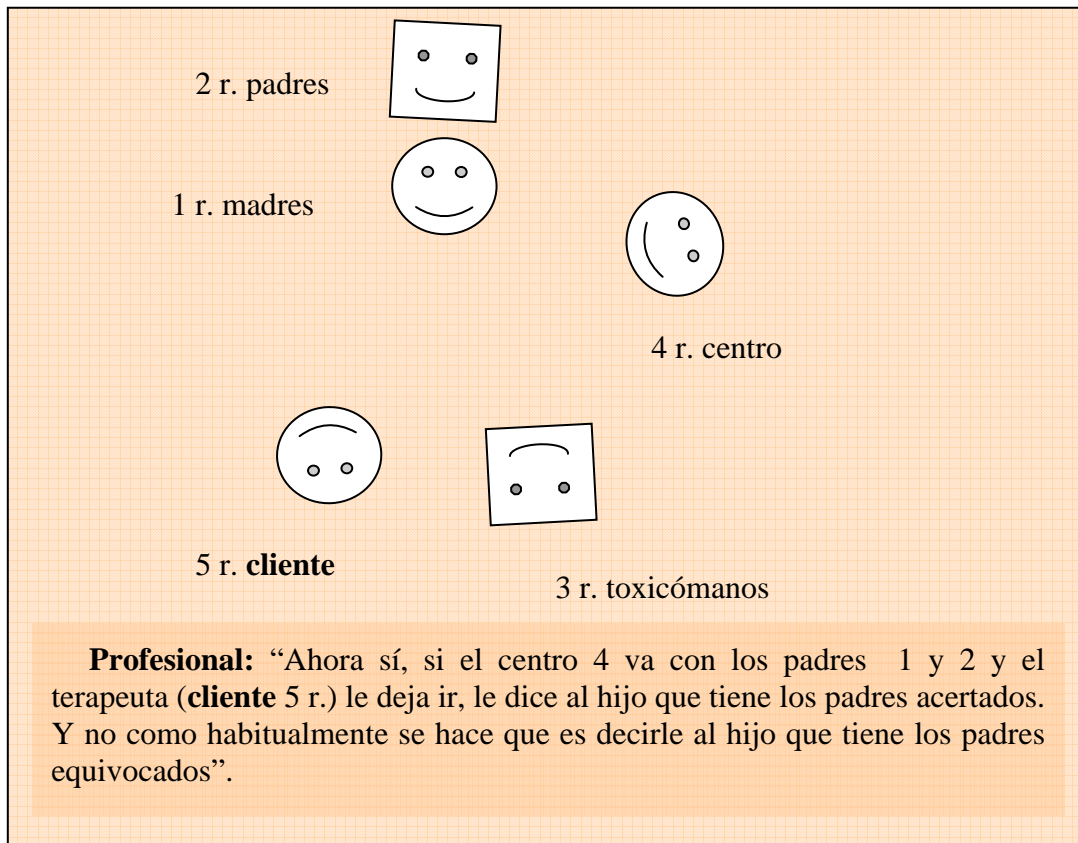 2 r. padres
1 r. madres
4 r. centro
5 r. cliente
3 r. toxicómanos
Profesional: “Ahora sí, si el centro 4 va con los padres 1 y 2 y el
terapeuta (cliente 5 r.) le deja ir, le dice al hijo que tiene los padres acertados.
Y no como habitualmente se hace que es decirle al hijo que tiene los padres
equivocados”.